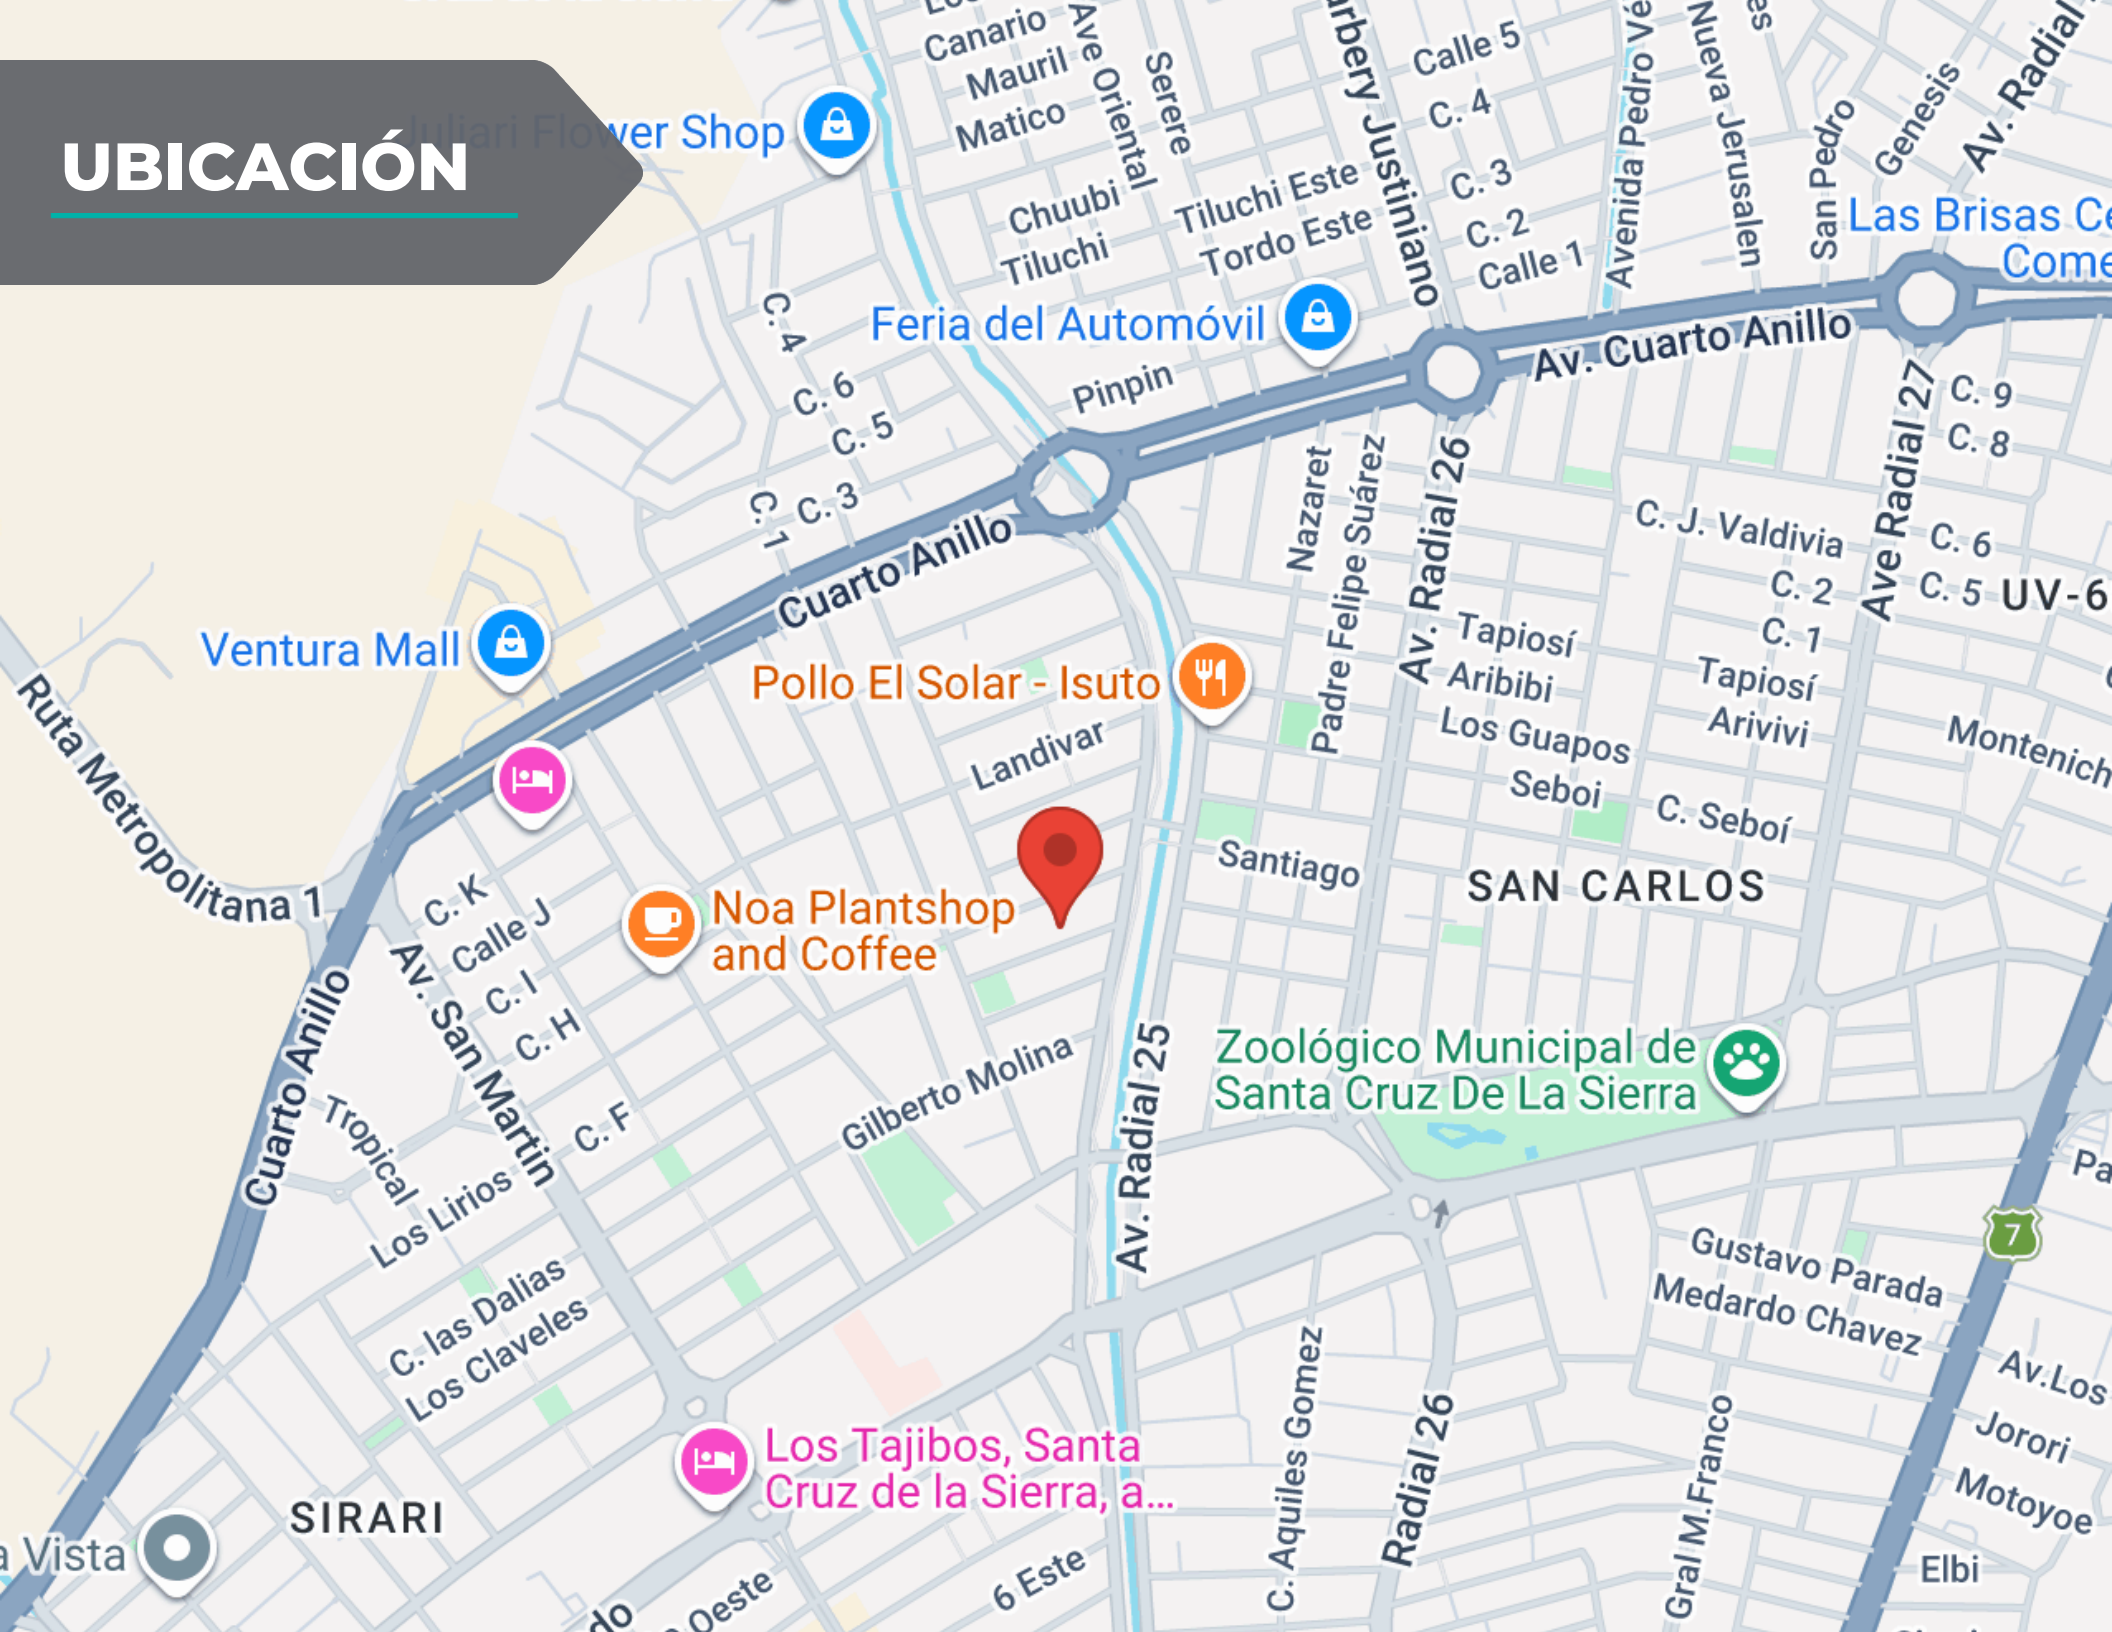 UBICACIÓN
Juliari Flower Shop
Canario
Mauril
Matico
Ave Oriental
Serere
Chuubi
Tiluchi
Tiluchi Este
Tordo Este
Justiniano
Calle 5
C. 4
C. 3
C. 2
Calle 1
Avenida Pedro
Nueva Jerusalen
San Pedro
Genesis
Av. Radial
Las Brisas
Feria del Automóvil
Pinpin
Av. Cuarto Anillo
C. 4
C. 6
C. 5
C. 3
C. 1
Cuarto Anillo
Nazaret
Padre Felipe Suárez
Av. Radial 26
Ave Radial 27
C. 9
C. 8
C. J. Valdivia
C. 6
C. 2
C. 5
UV-6
C. 1
Ventura Mall
Pollo El Solar - Isuto
Tapiosí
Aribibi
Los Guapos
Seboi
Tapiosí
Arivivi
C. Seboí
Landivar
Ruta Metropolitana 1
Santiago
SAN CARLOS
C. K
Calle J
C. I
C. H
C. F
Av. San Martin
Noa Plantshop
and Coffee
Cuarto Anillo
Tropical
Los Lirios
C. las Dalias
Los Claveles
Gilberto Molina
Av. Radial 25
Zoológico Municipal de
Santa Cruz De La Sierra
7
Gustavo Parada
Medardo Chavez
Av.Los
Jorori
Motoyoe
Elbi
C. Aquiles Gomez
Radial 26
Gral M.Franco
Los Tajibos, Santa
Cruz de la Sierra, a...
SIRARI
Vista
Oeste
6 Este